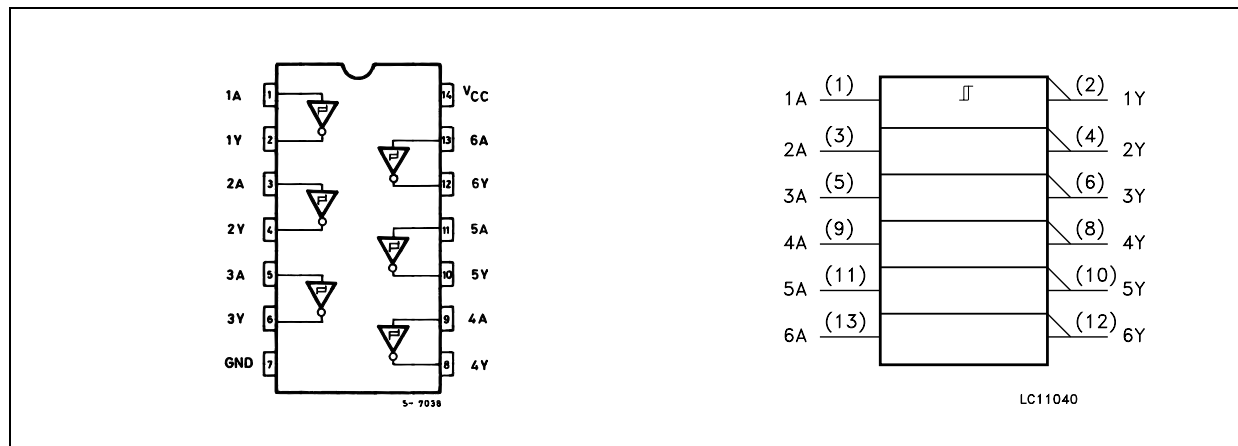 1A 1 14 VCC
1Y 2 13 6A
2A 3 12 6Y
2Y 4 11 5A
3A 5 10 5Y
3Y 6 9 4A
GND 7 8 4Y
S- 7038
1A (1) (2) 1Y
2A (3) (4) 2Y
3A (5) (6) 3Y
4A (9) (8) 4Y
5A (11) (10) 5Y
6A (13) (12) 6Y
LC11040